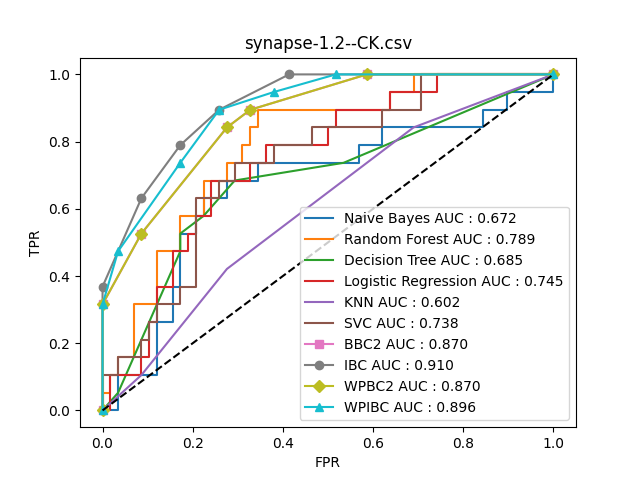 synapse-1.2--CK.csv
TPR
1.0
0.8
0.6
0.4
0.2
0.0
Naive Bayes AUC : 0.672
Random Forest AUC : 0.789
Decision Tree AUC : 0.685
Logistic Regression AUC : 0.745
KNN AUC : 0.602
SVC AUC : 0.738
BBC2 AUC : 0.870
IBC AUC : 0.910
WPBC2 AUC : 0.870
WPIBC AUC : 0.896
0.0 0.2 0.4 0.6 0.8 1.0
FPR